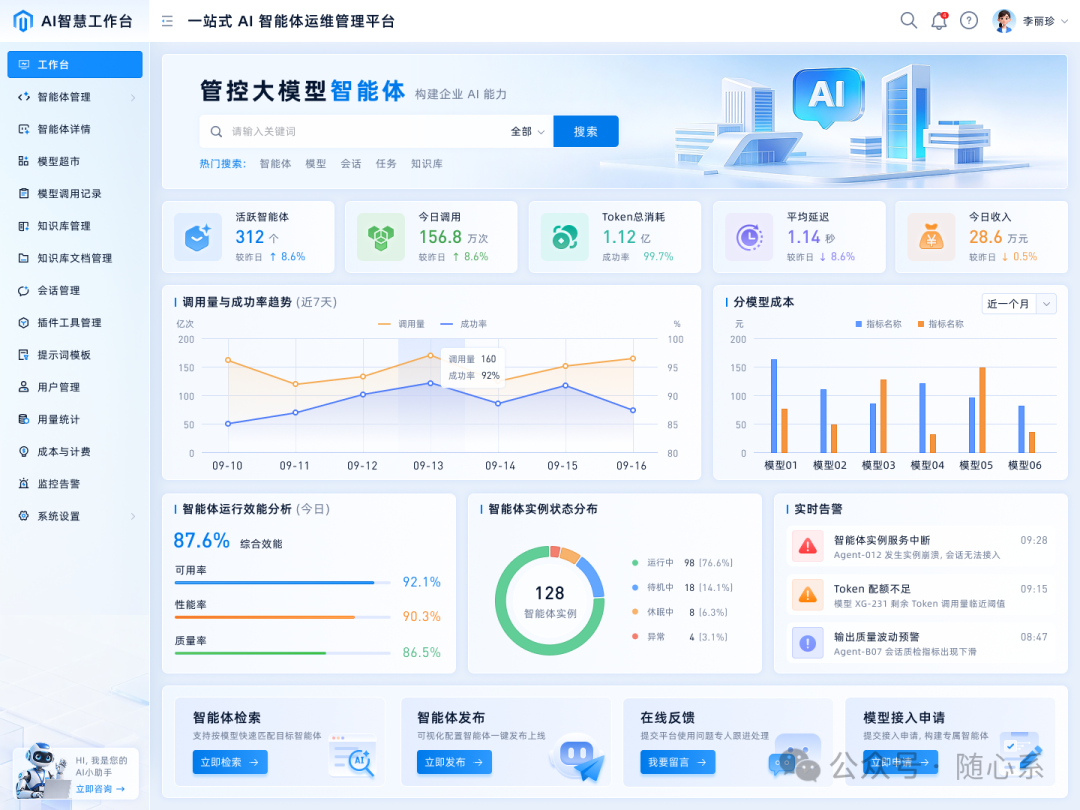 AI智慧工作台
一站式 AI 智能体运维管理平台
李丽珍
工作台
智能体管理
智能体详情
模型超市
模型调用记录
知识库管理
知识库文档管理
会话管理
插件工具管理
提示词模板
用户管理
用量统计
成本与计费
监控告警
系统设置
HI, 我是您的
AI小助手
立即咨询 →
管控大模型智能体 构建企业 AI 能力
请输入关键词 全部 搜索
热门搜索: 智能体 模型 会话 任务 知识库
AI
活跃智能体
312 个
较昨日 ↑ 8.6%
今日调用
156.8 万次
较昨日 ↑ 8.6%
Token总消耗
1.12 亿
成功率 99.7%
平均延迟
1.14 秒
较昨日 ↓ 8.6%
今日收入
28.6 万元
较昨日 ↓ 0.5%
调用量与成功率趋势 (近7天)
亿次 调用量 成功率 %
200 100
150 95
100 90
50 85
0 80
调用量 160
成功率 92%
09-10 09-11 09-12 09-13 09-14 09-15 09-16
分模型成本 近一个月
元 指标名称 指标名称
200
150
100
50
0
模型01 模型02 模型03 模型04 模型05 模型06
智能体运行效能分析 (今日)
87.6% 综合效能
可用率
92.1%
性能率
90.3%
质量率
86.5%
智能体实例状态分布
128
智能体实例
运行中 98 (76.6%)
待机中 18 (14.1%)
休眠中 8 (6.3%)
异常 4 (3.1%)
实时告警
智能体实例服务中断 09:28
Agent-012 发生实例崩溃, 会话无法接入
Token 配额不足 09:15
模型 XG-231 剩余 Token 调用量临近阈值
输出质量波动预警 08:47
Agent-B07 会话质检指标出现下滑
智能体检索
支持按模型快速匹配目标智能体
立即检索 →
AI
智能体发布
可视化配置智能体一键发布上线
立即发布 →
在线反馈
提交平台使用问题专人跟进处理
我要留言 →
模型接入申请
提交接入申请, 构建专属智能体
立即申请 →
公众号 · 随心系